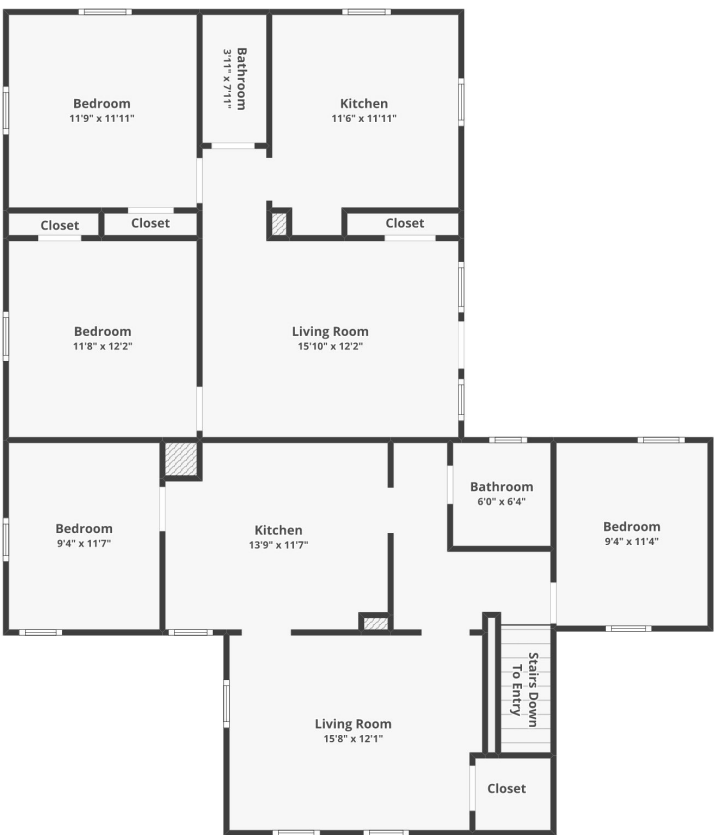 Bedroom
11'9" x 11'11"
Bathroom
3'11" x 7'11"
Kitchen
11'6" x 11'11"
Closet
Closet
Closet
Bedroom
11'8" x 12'2"
Living Room
15'10" x 12'2"
Bedroom
9'4" x 11'7"
Kitchen
13'9" x 11'7"
Bathroom
6'0" x 6'4"
Bedroom
9'4" x 11'4"
Living Room
15'8" x 12'1"
Stairs Down
To Entry
Closet